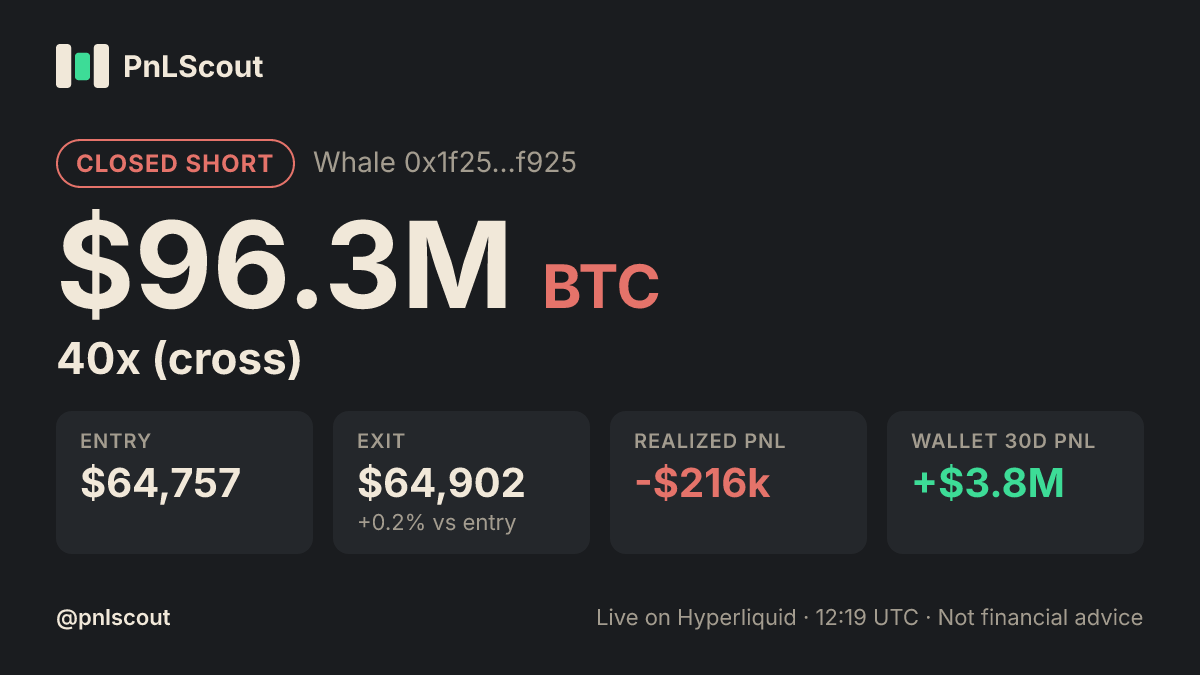 PnLScout
CLOSED SHORT Whale 0x1f25...f925
$96.3M BTC
40x (cross)
ENTRY
$64,757
EXIT
$64,902
+0.2% vs entry
REALIZED PNL
-$216k
WALLET 30D PNL
+$3.8M
@pnlscout
Live on Hyperliquid · 12:19 UTC · Not financial advice